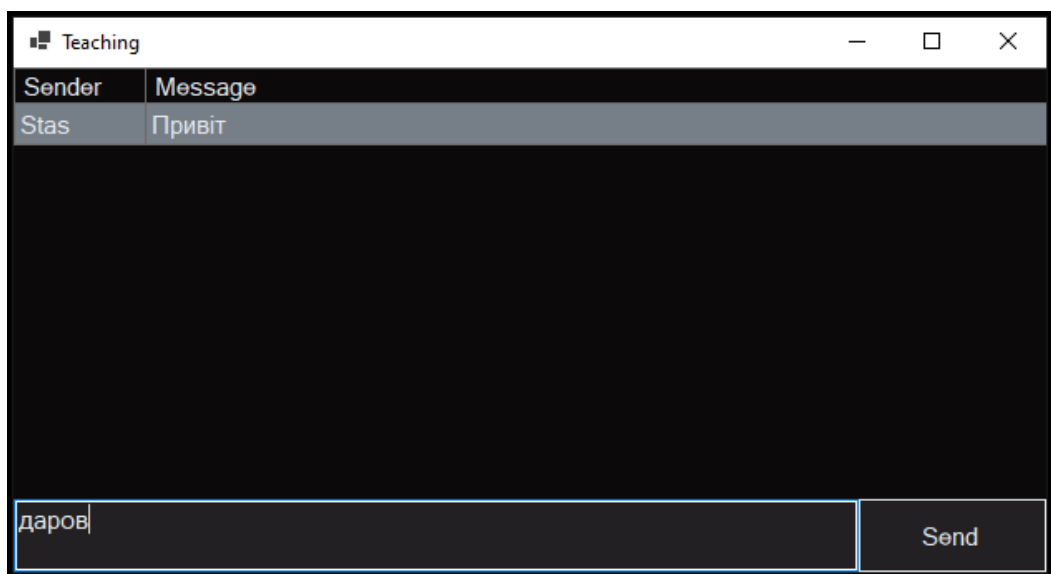 Teaching
Sender Message
Stas Привіт
даров
Send